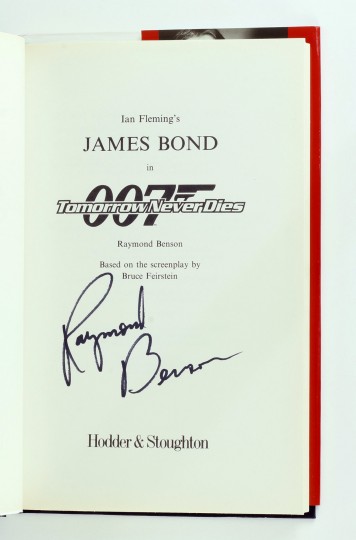 Ian Fleming's
JAMES BOND
in
007
Tomorrow Never Dies
Raymond Benson
Based on the screenplay by
Bruce Feirstein
Raymond
Benson
Hodder & Stoughton